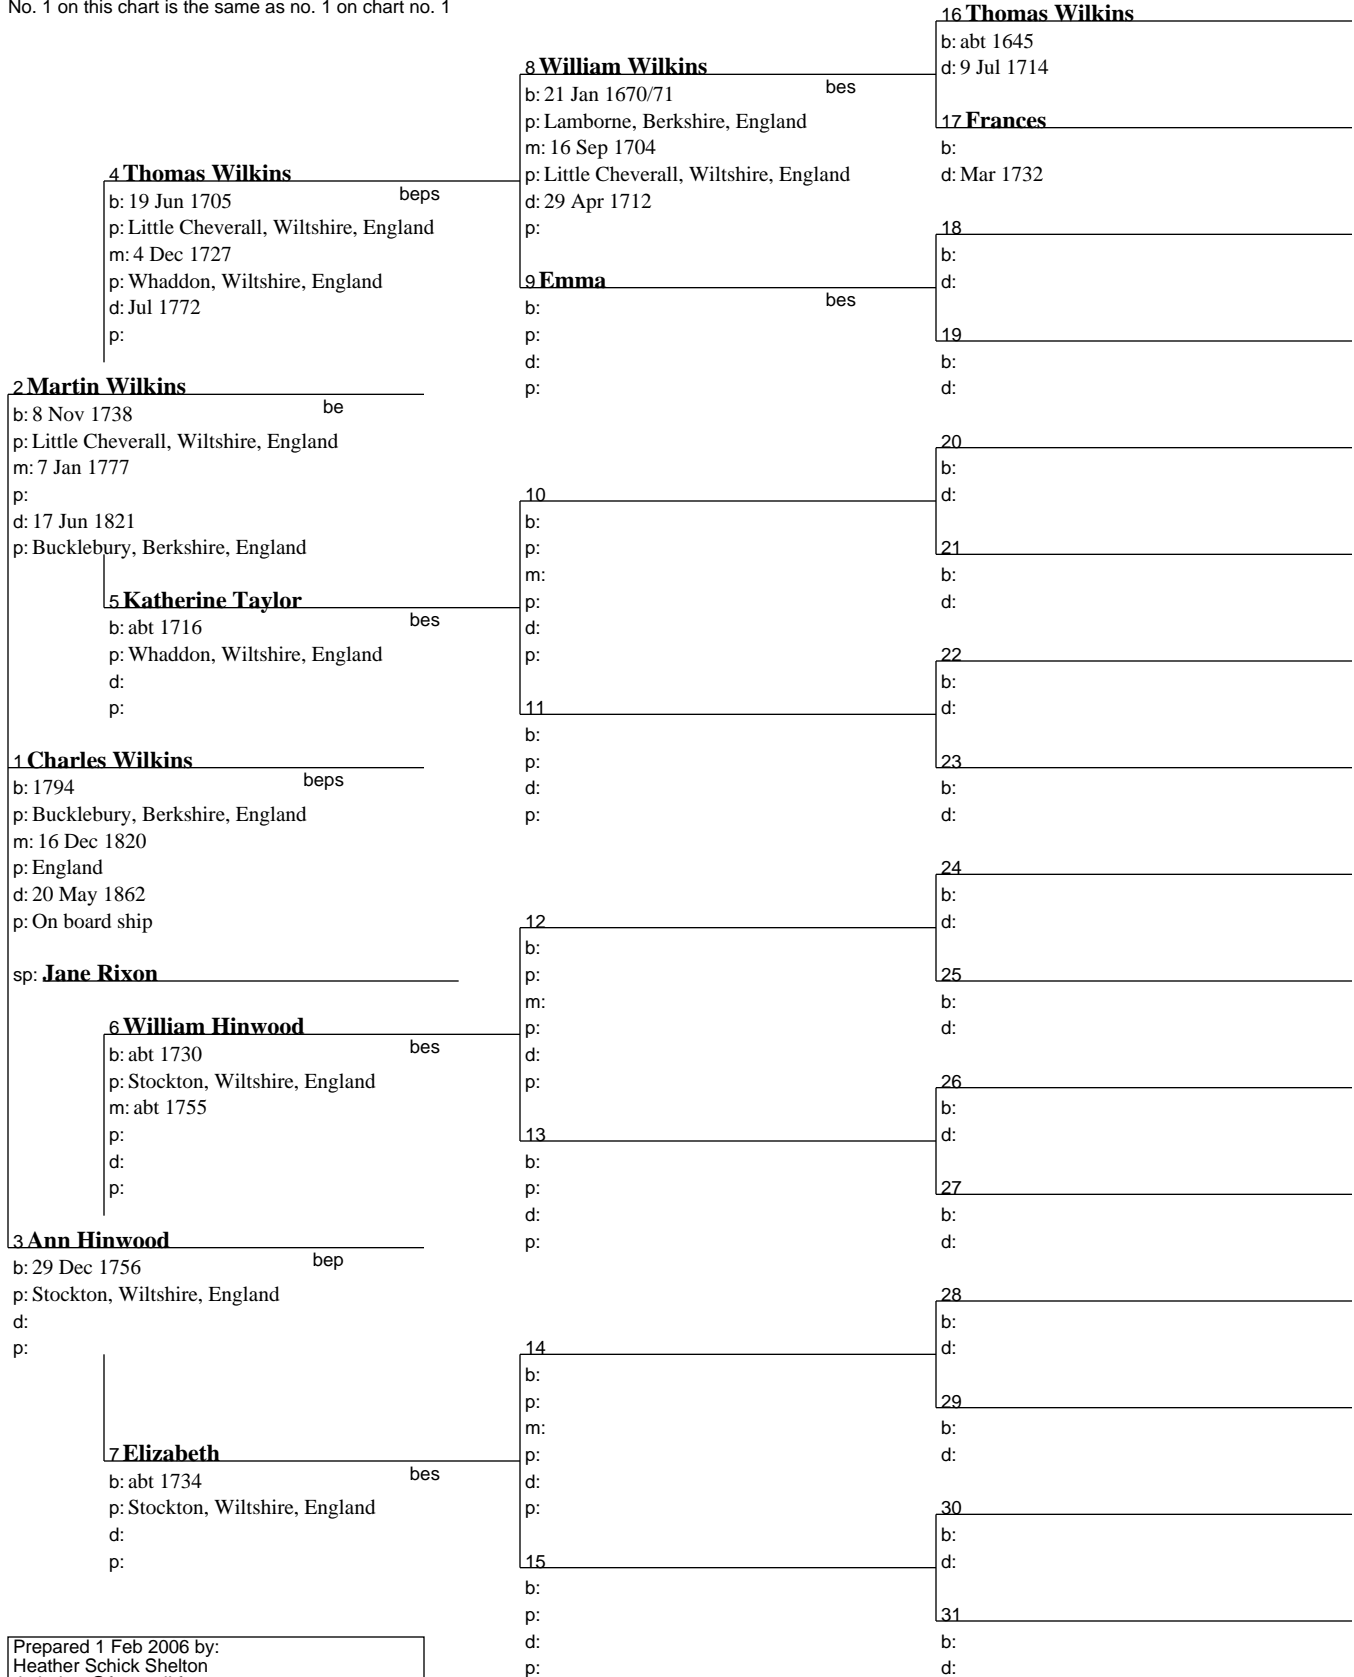 No. 1 on this chart is the same as no. 1 on chart no. 1
2 Martin Wilkins
be
b: 8 Nov 1738
p: Little Cheverall, Wiltshire, England
m: 7 Jan 1777
p:
d: 17 Jun 1821
p: Bucklebury, Berkshire, England
1 Charles Wilkins
beps
b: 1794
p: Bucklebury, Berkshire, England
m: 16 Dec 1820
p: England
d: 20 May 1862
p: On board ship
sp: Jane Rixon
3 Ann Hinwood
bep
b: 29 Dec 1756
p: Stockton, Wiltshire, England
d:
p:
4 Thomas Wilkins
beps
b: 19 Jun 1705
p: Little Cheverall, Wiltshire, England
m: 4 Dec 1727
p: Whaddon, Wiltshire, England
d: Jul 1772
p:
5 Katherine Taylor
bes
b: abt 1716
p: Whaddon, Wiltshire, England
d:
p:
6 William Hinwood
bes
b: abt 1730
p: Stockton, Wiltshire, England
m: abt 1755
p:
d:
p:
7 Elizabeth
bes
b: abt 1734
p: Stockton, Wiltshire, England
d:
p:
8 William Wilkins
bes
b: 21 Jan 1670/71
p: Lamborne, Berkshire, England
m: 16 Sep 1704
p: Little Cheverall, Wiltshire, England
d: 29 Apr 1712
p:
9 Emma
bes
b:
p:
d:
p:
10
b:
p:
m:
p:
d:
p:
11
b:
p:
d:
p:
12
b:
p:
m:
p:
d:
p:
13
b:
p:
d:
p:
14
b:
p:
m:
p:
d:
p:
15
b:
p:
d:
p:
16 Thomas Wilkins
b: abt 1645
d: 9 Jul 1714
17 Frances
b:
d: Mar 1732
18
b:
d:
19
b:
d:
20
b:
d:
21
b:
d:
22
b:
d:
23
b:
d:
24
b:
d:
25
b:
d:
26
b:
d:
27
b:
d:
28
b:
d:
29
b:
d:
30
b:
d:
31
b:
d:
Prepared 1 Feb 2006 by:
Heather Schick Shelton